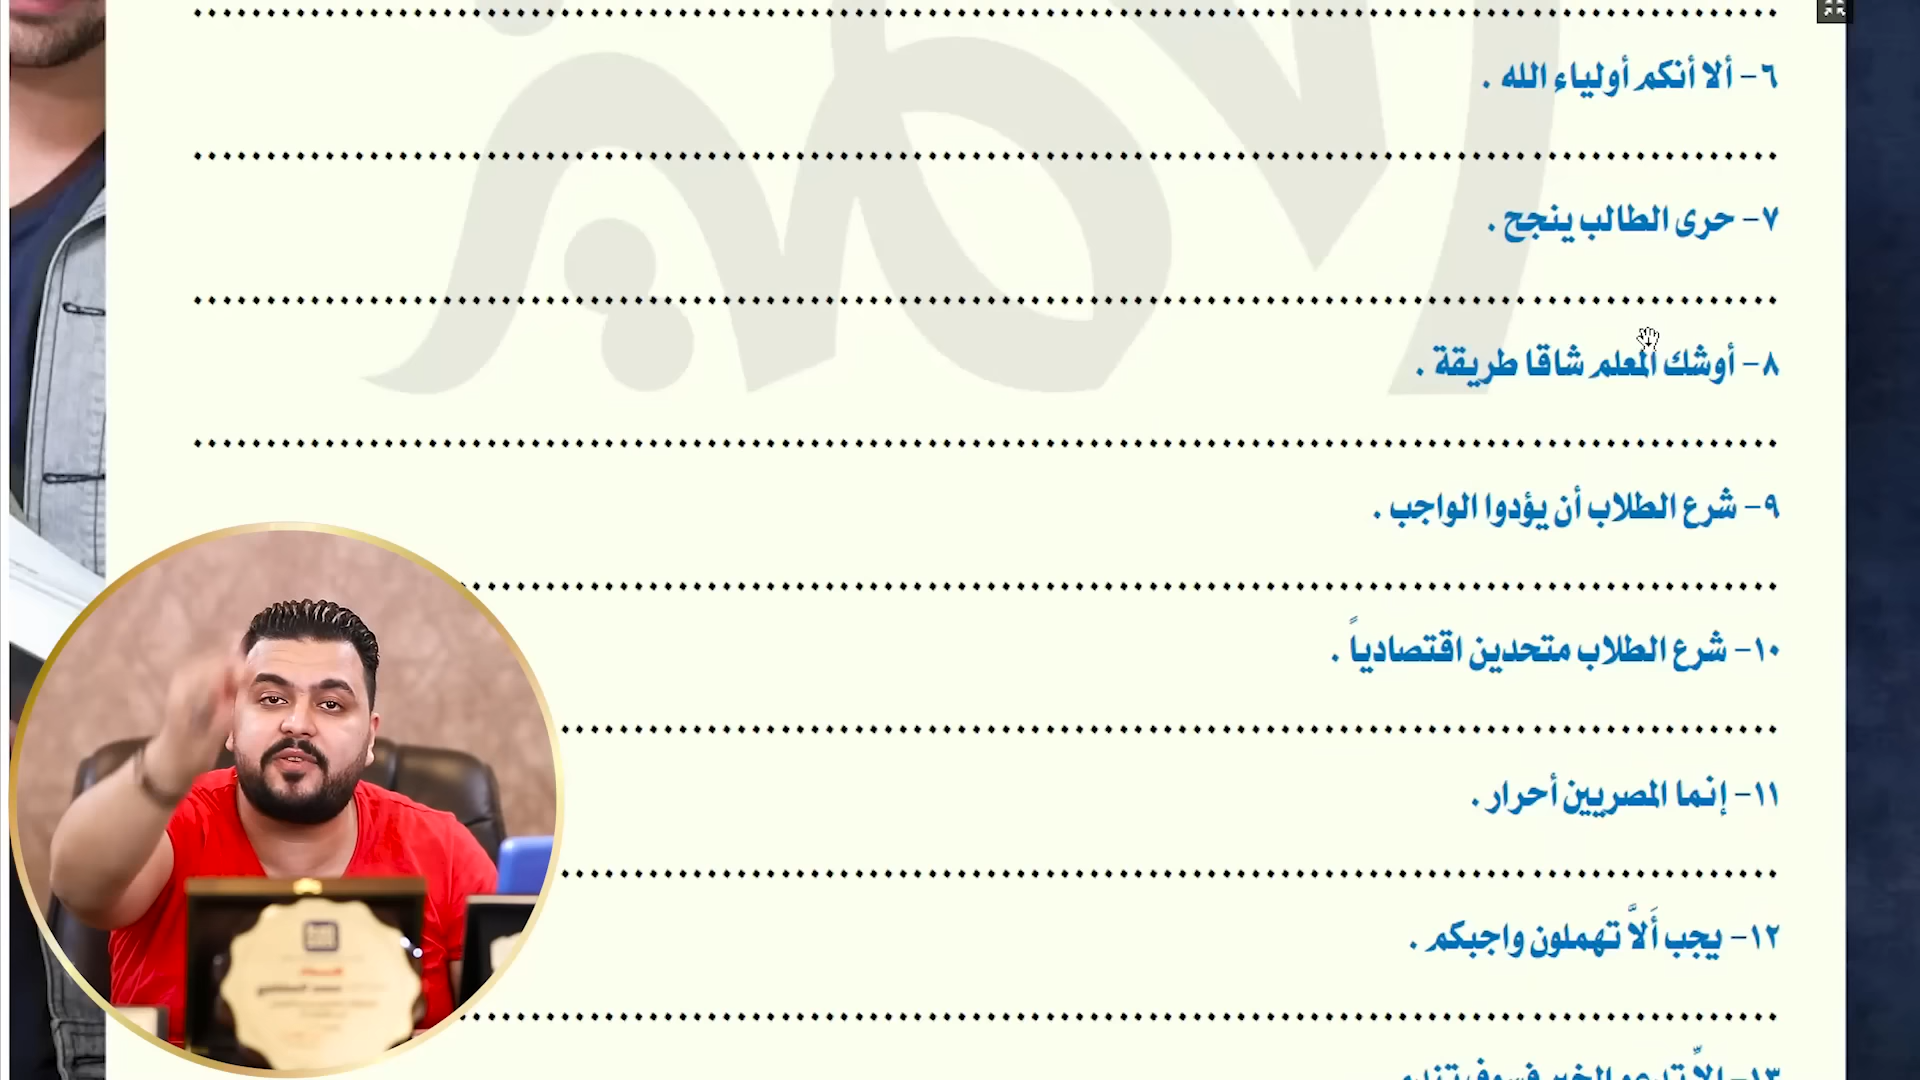 ٦- ألا أنكم أولياء الله .
٧- حرى الطالب ينجح .
٨- أوشك المعلم شاقا طريقة .
٩- شرع الطلاب أن يؤدوا الواجب .
١٠- شرع الطلاب متحدين اقتصادياً .
١١- إنما المصريين أحرار .
١٢- يجب ألاَّ تهملون واجبكم .
١٣-